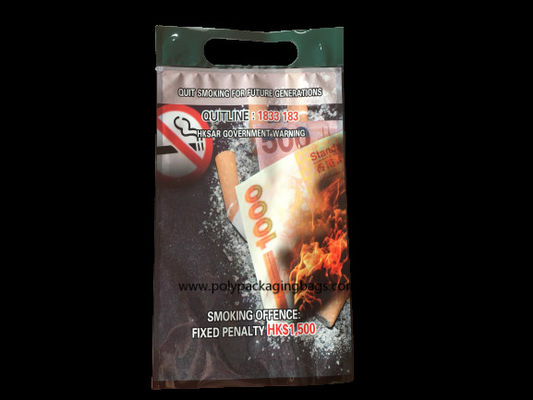 QUIT SMOKING FOR FUTURE GENERATIONS
QUITLINE : 1833 183
HKSAR GOVERNMENT WARNING
500
Stand
1000
www.polypackagingbags.com
SMOKING OFFENCE:
FIXED PENALTY HK$1,500